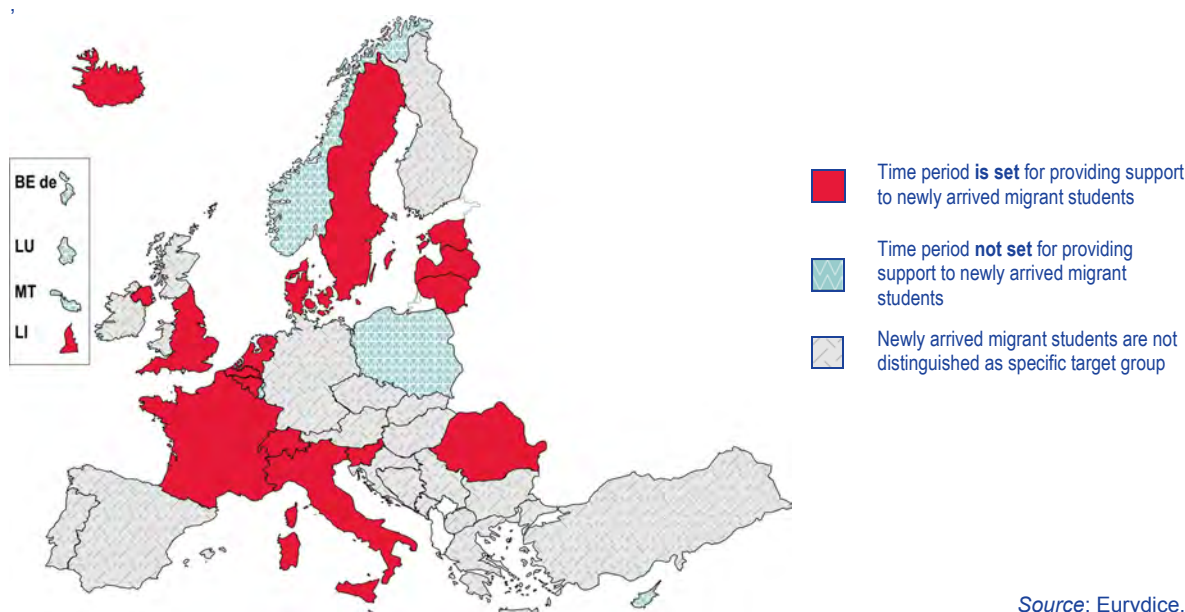 ,
BE de
LU
MT
LI
Time period is set for providing support
to newly arrived migrant students
Time period not set for providing
support to newly arrived migrant
students
Newly arrived migrant students are not
distinguished as specific target group
Source: Eurydice.